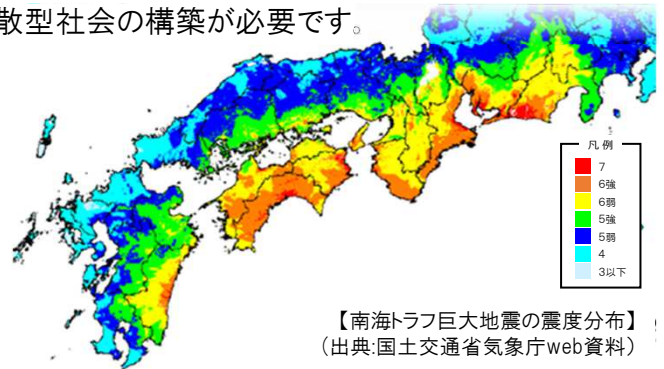 散型社会の構築が必要です。
凡例
7
6強
6弱
5強
5弱
4
3以下
【南海トラフ巨大地震の震度分布】
(出典:国土交通省気象庁web資料)